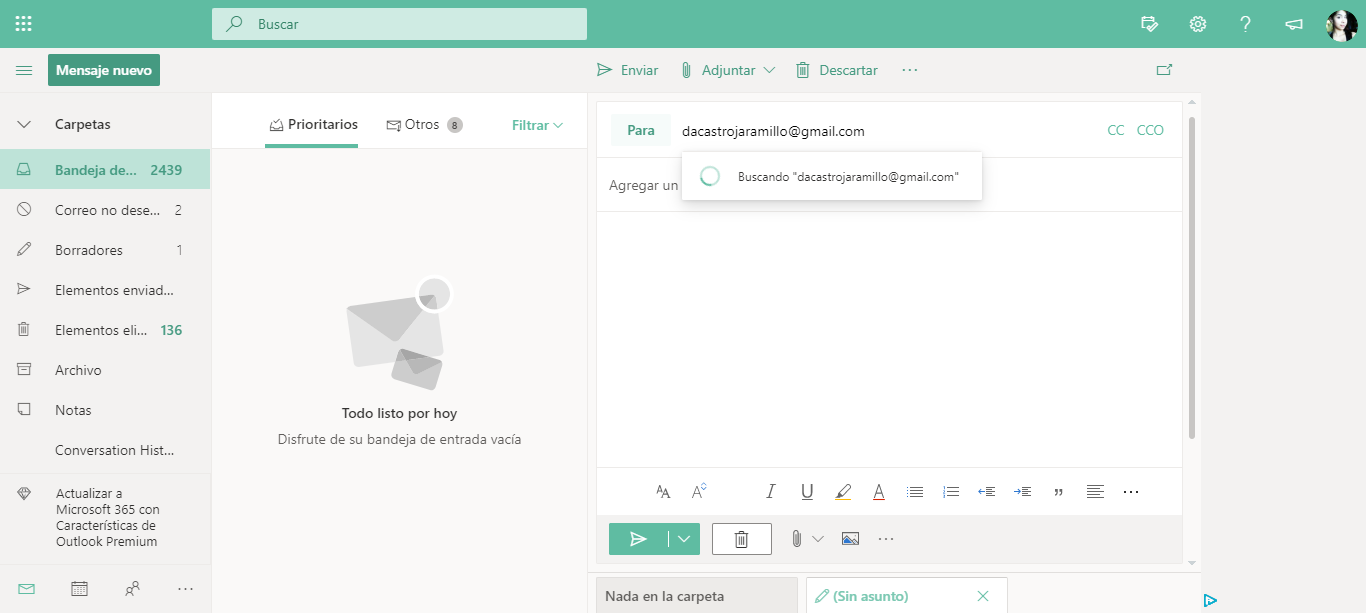 Buscar
Mensaje nuevo
Enviar
Adjuntar
Descartar
Carpetas
Bandeja de... 2439
Correo no dese... 2
Borradores 1
Elementos enviad...
Elementos eli... 136
Archivo
Notas
Conversation Hist...
Actualizar a
Microsoft 365 con
Características de
Outlook Premium
Prioritarios
Otros 8
Filtrar
Todo listo por hoy
Disfrute de su bandeja de entrada vacía
Para dacastrojaramillo@gmail.com CC CCO
Buscando "dacastrojaramillo@gmail.com"
Agregar un
Nada en la carpeta
(Sin asunto)